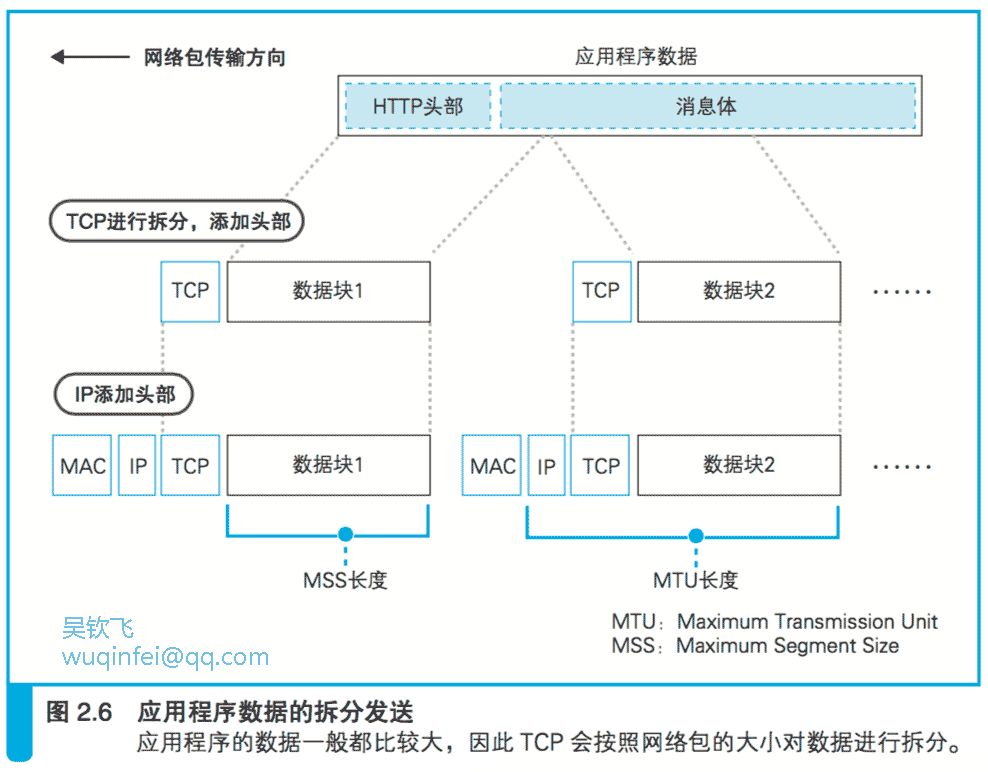 网络包传输方向
应用程序数据
HTTP头部 消息体
TCP进行拆分，添加头部
TCP 数据块1 TCP 数据块2 ······
IP添加头部
MAC IP TCP 数据块1 MAC IP TCP 数据块2 ······
MSS长度 MTU长度
MTU：Maximum Transmission Unit
MSS：Maximum Segment Size
吴钦飞
wuqinfei@qq.com
图 2.6 应用程序数据的拆分发送
应用程序的数据一般都比较大，因此 TCP 会按照网络包的大小对数据进行拆分。